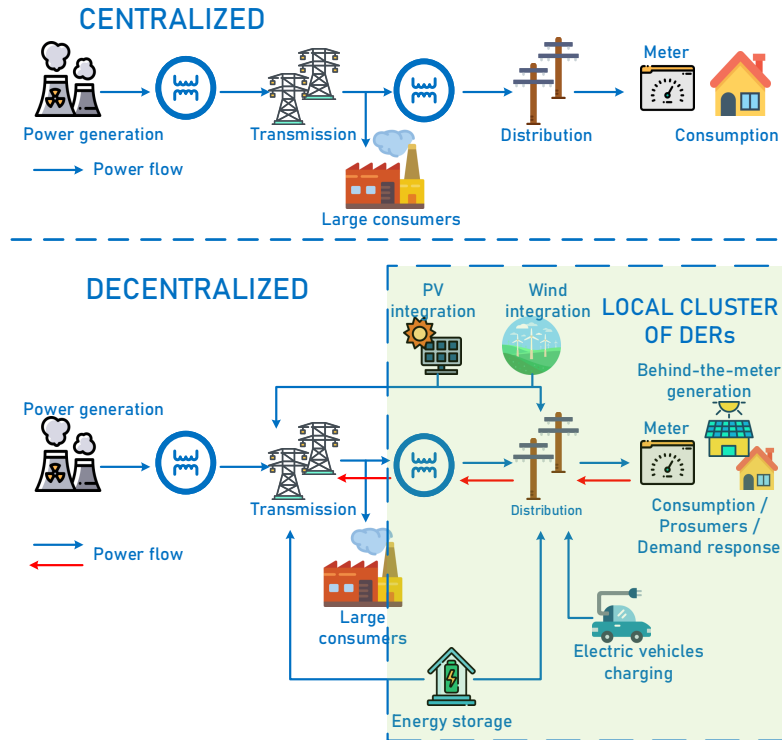 CENTRALIZED
Meter
Power generation
Transmission
Distribution
Consumption
Power flow
Large consumers
DECENTRALIZED
PV
integration
Wind
integration
LOCAL CLUSTER
OF DERs
Behind-the-meter
generation
Power generation
Meter
Transmission
Distribution
Consumption /
Prosumers /
Demand response
Power flow
Large
consumers
Electric vehicles
charging
Energy storage